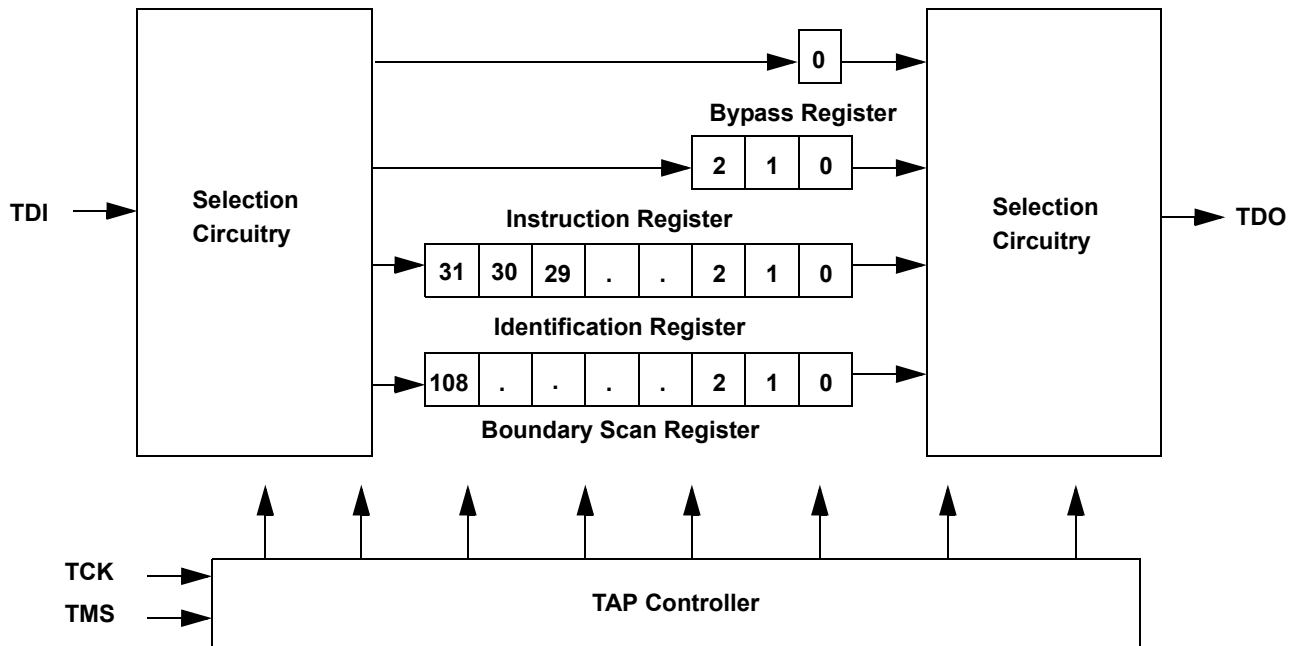 0
Bypass Register
2 1 0
Selection
Circuitry
TDI
Selection
Circuitry
TDO
Instruction Register
31 30 29 . . 2 1 0
Identification Register
108 . . . . 2 1 0
Boundary Scan Register
TCK
TMS
TAP Controller